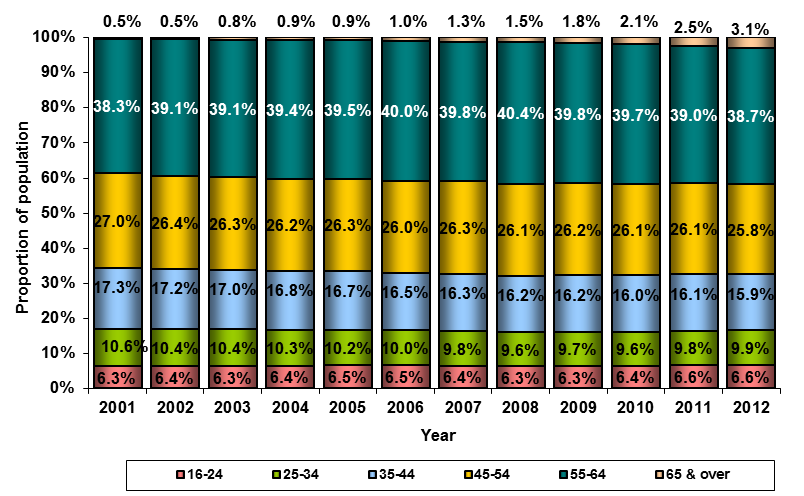 0.5% 0.5% 0.8% 0.9% 0.9% 1.0% 1.3% 1.5% 1.8% 2.1% 2.5% 3.1%
100%
90%
80%
70%
60%
50%
40%
30%
20%
10%
0%
Proportion of population
38.3% 39.1% 39.1% 39.4% 39.5% 40.0% 39.8% 40.4% 39.8% 39.7% 39.0% 38.7%
27.0% 26.4% 26.3% 26.2% 26.3% 26.0% 26.3% 26.1% 26.2% 26.1% 26.1% 25.8%
17.3% 17.2% 17.0% 16.8% 16.7% 16.5% 16.3% 16.2% 16.2% 16.0% 16.1% 15.9%
10.6% 10.4% 10.4% 10.3% 10.2% 10.0% 9.8% 9.6% 9.7% 9.6% 9.8% 9.9%
6.3% 6.4% 6.3% 6.4% 6.5% 6.5% 6.4% 6.3% 6.3% 6.4% 6.6% 6.6%
2001 2002 2003 2004 2005 2006 2007 2008 2009 2010 2011 2012
Year
16-24 25-34 35-44 45-54 55-64 65 & over